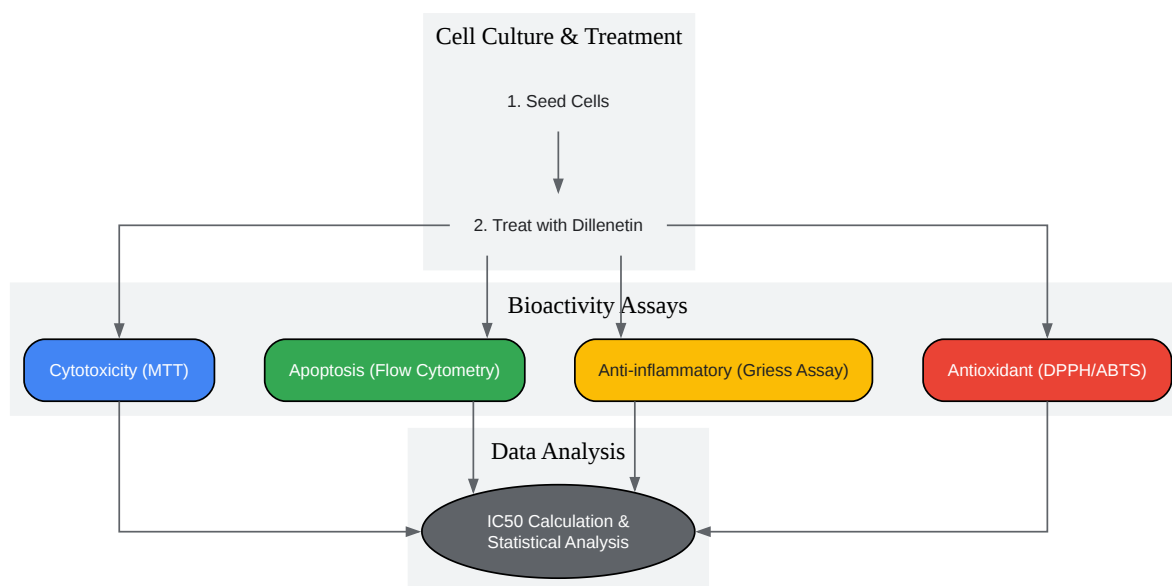 Cell Culture & Treatment
1. Seed Cells
2. Treat with Dillenetin
Bioactivity Assays
Cytotoxicity (MTT)
Apoptosis (Flow Cytometry)
Anti-inflammatory (Griess Assay)
Antioxidant (DPPH/ABTS)
Data Analysis
IC50 Calculation &
Statistical Analysis